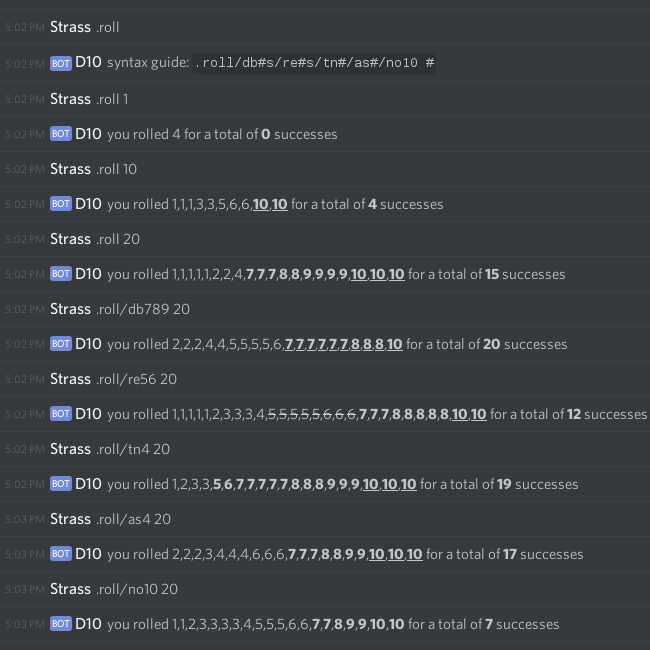 5:02 PM Strass .roll
5:02 PM BOT D10 syntax guide: .roll/db#s/re#s/tn#/as#/no10 #
5:02 PM Strass .roll 1
5:02 PM BOT D10 you rolled 4 for a total of 0 successes
5:02 PM Strass .roll 10
5:02 PM BOT D10 you rolled 1,1,1,3,3,5,6,6,10,10 for a total of 4 successes
5:02 PM Strass .roll 20
5:02 PM BOT D10 you rolled 1,1,1,1,1,2,2,4,7,7,7,8,8,9,9,9,9,10,10,10 for a total of 15 successes
5:02 PM Strass .roll/db789 20
5:02 PM BOT D10 you rolled 2,2,2,4,4,5,5,5,5,6,7,7,7,7,7,7,8,8,8,10 for a total of 20 successes
5:02 PM Strass .roll/re56 20
5:02 PM BOT D10 you rolled 1,1,1,1,1,2,3,3,3,4,5,5,5,5,5,6,6,6,7,7,7,8,8,8,8,8,10,10 for a total of 12 successes
5:02 PM Strass .roll/tn4 20
5:02 PM BOT D10 you rolled 1,2,3,3,5,6,7,7,7,7,7,8,8,8,9,9,9,10,10,10 for a total of 19 successes
5:03 PM Strass .roll/as4 20
5:03 PM BOT D10 you rolled 2,2,2,3,4,4,4,6,6,6,7,7,7,8,8,9,9,10,10,10 for a total of 17 successes
5:03 PM Strass .roll/no10 20
5:03 PM BOT D10 you rolled 1,1,2,3,3,3,3,4,5,5,5,6,6,7,7,8,9,9,10,10 for a total of 7 successes